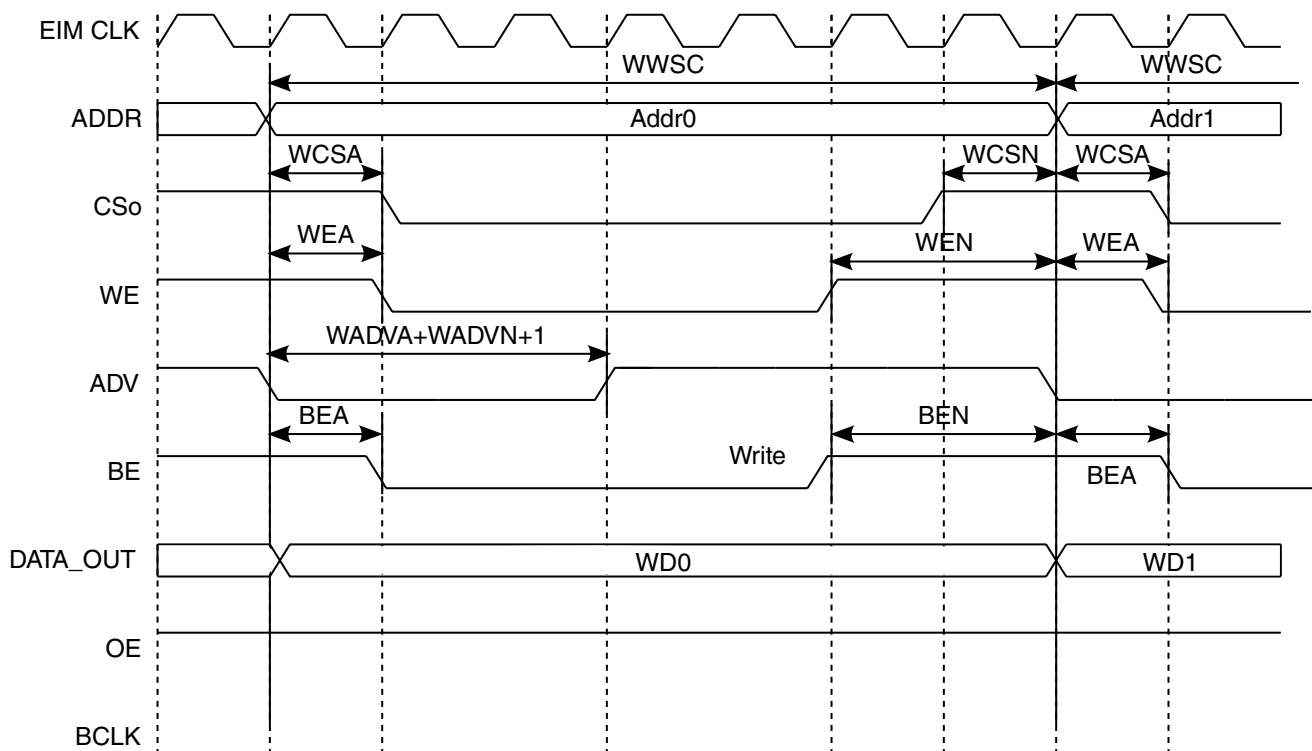 EIM CLK
WWSC WWSC
ADDR Addr0 Addr1
WCSA WCSN WCSA
CSo
WEA WEN WEA
WE
WADVA+WADVN+1
ADV
BEA BEN
BE Write BEA
DATA_OUT WD0 WD1
OE
BCLK